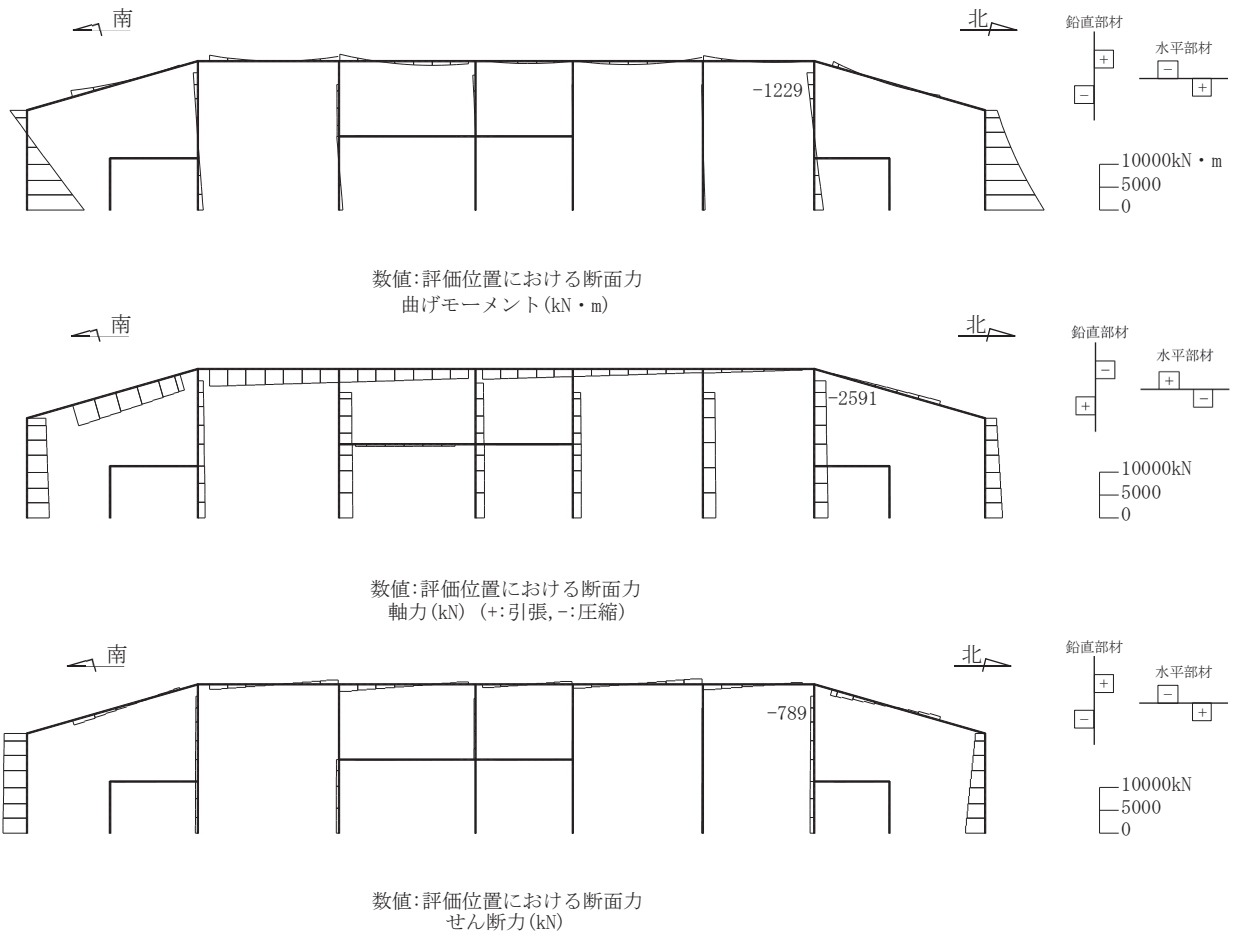 南
北
鉛直部材
水平部材
+
−
−
+
-1229
10000kN・m
5000
0
数値:評価位置における断面力
曲げモーメント(kN・m)
南
北
鉛直部材
水平部材
−
+
+
−
-2591
10000kN
5000
0
数値:評価位置における断面力
軸力(kN) (+:引張,-:圧縮)
南
北
鉛直部材
水平部材
+
−
−
+
-789
10000kN
5000
0
数値:評価位置における断面力
せん断力(kN)